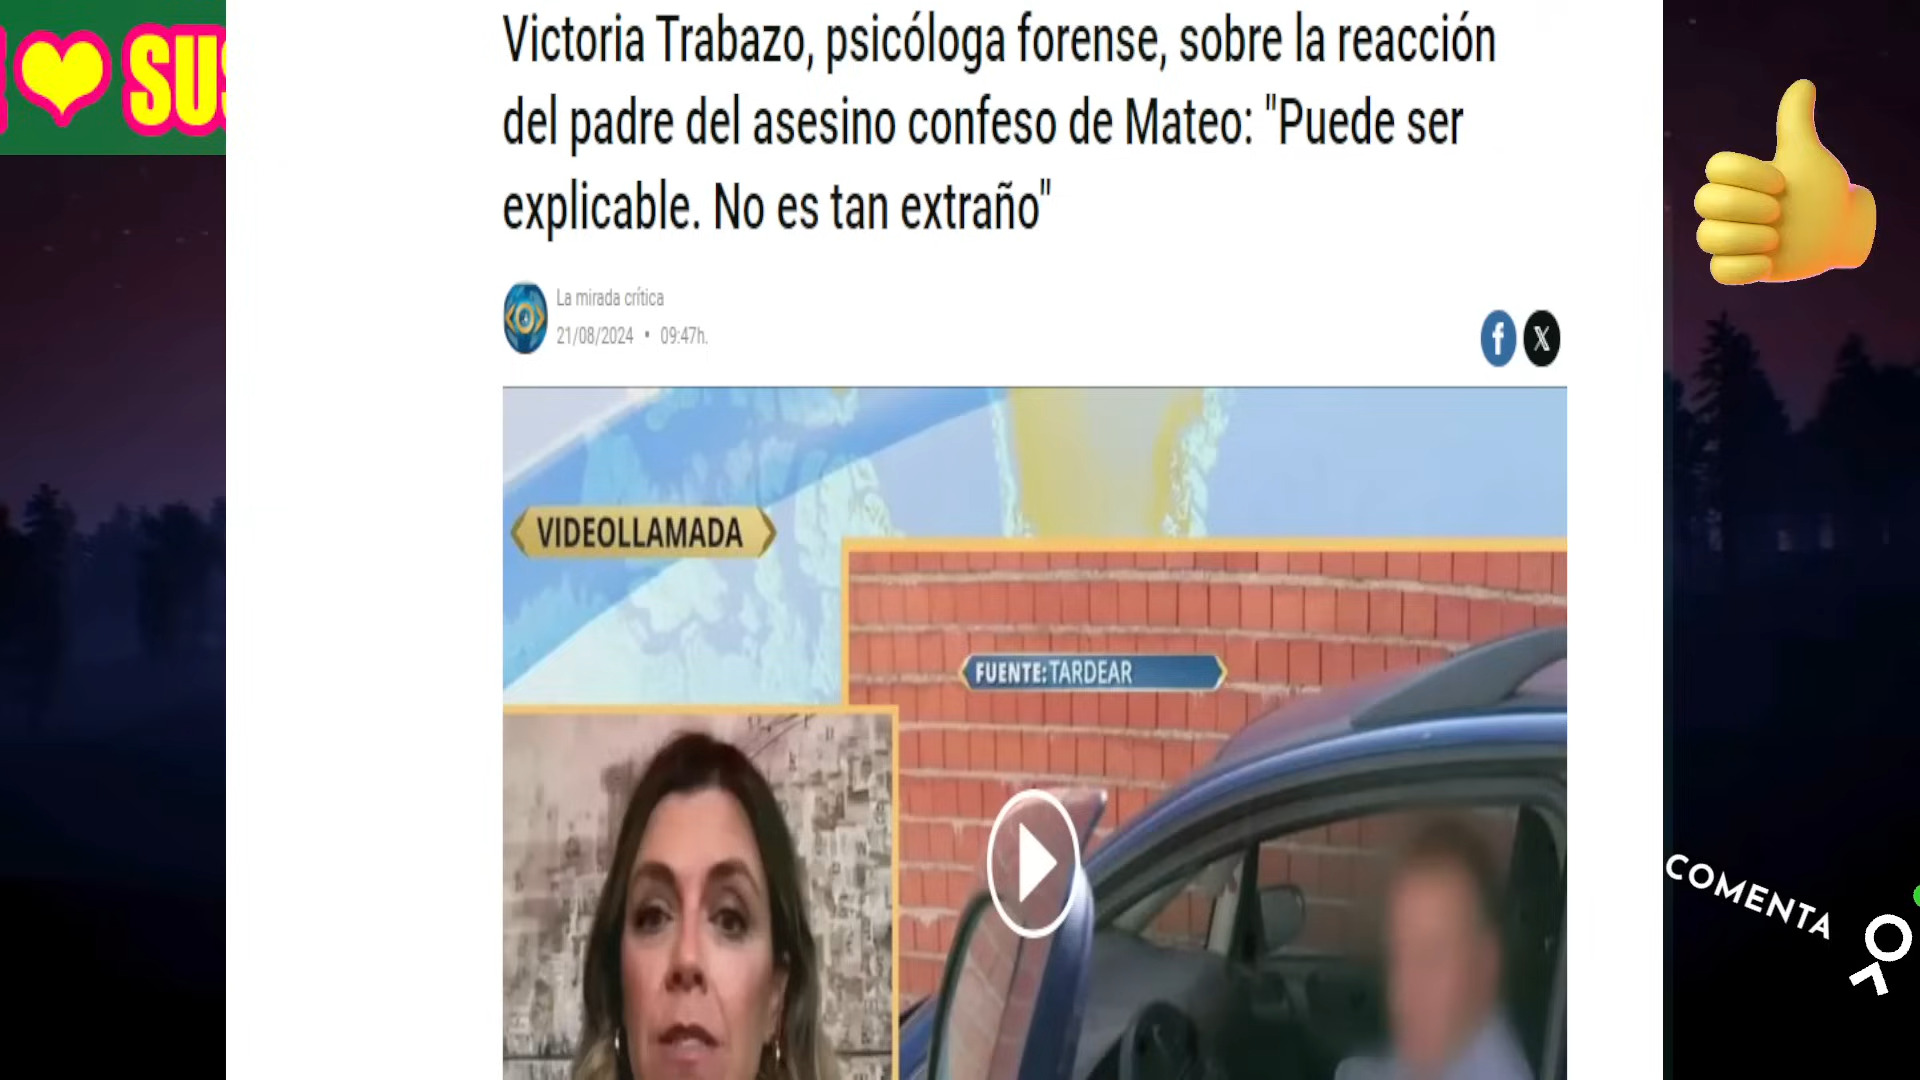 SUS
Victoria Trabazo, psicóloga forense, sobre la reacción
del padre del asesino confeso de Mateo: "Puede ser
explicable. No es tan extraño"
La mirada crítica
21/08/2024 • 09:47h.
f X
VIDEOLLAMADA
FUENTE: TARDEAR
COMENTA